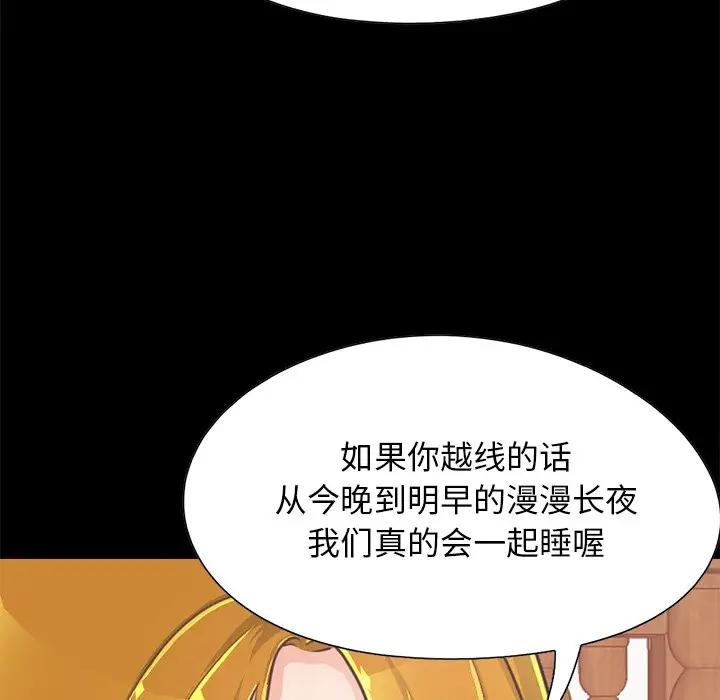 如果你越线的话
从今晚到明早的漫漫长夜
我们真的会一起睡喔